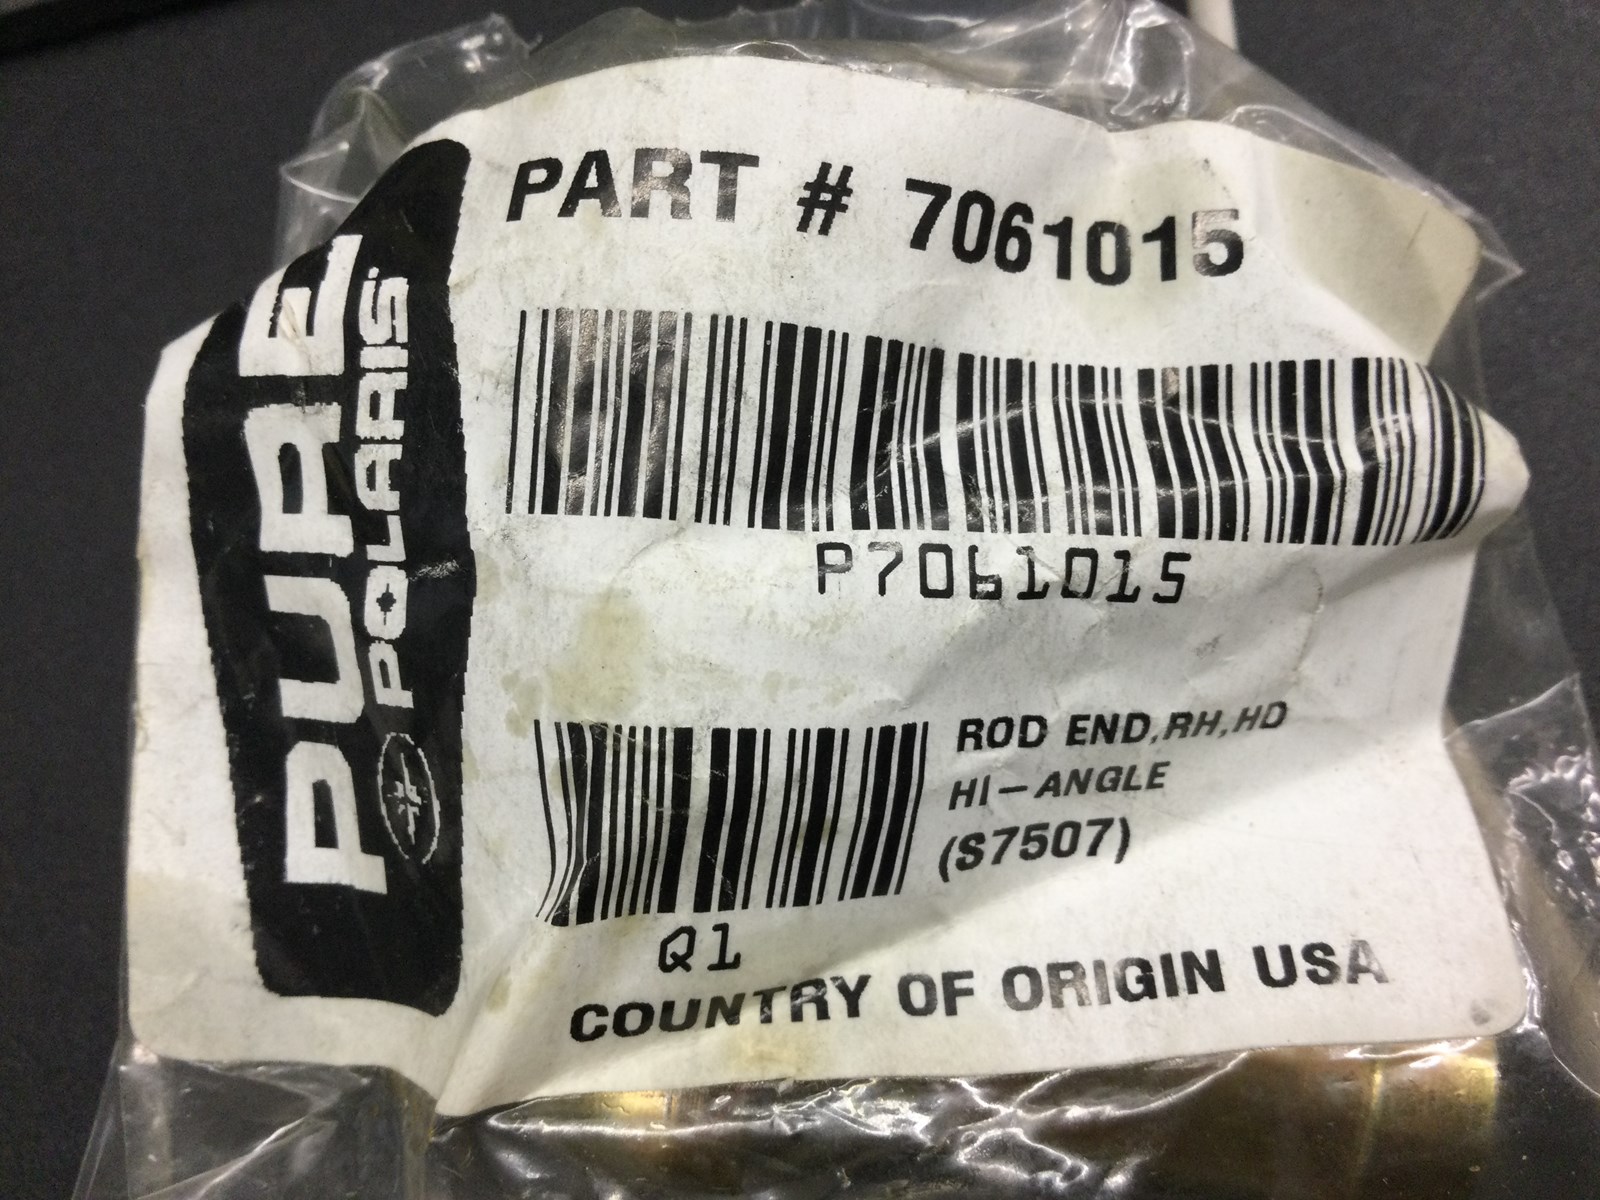 PURE
POLARIS
PART # 7061015
P7061015
ROD END,RH,HD
HI-ANGLE
(S7507)
Q1
COUNTRY OF ORIGIN USA